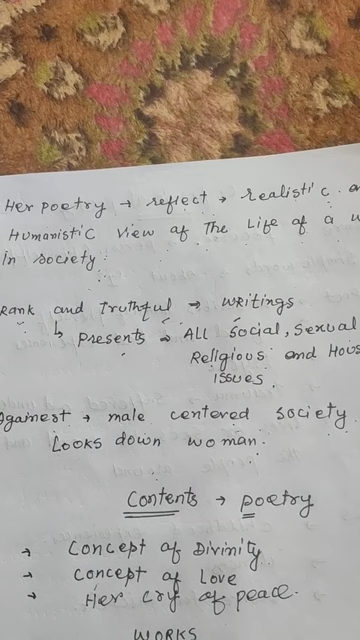 Her poetry → reflect → realistic
Humanistic view of The Life of a
in society.
Rank and Truthful → writings
↳ Presents → All Social, Sexual
Religious and
issues.
Against → male centered society
Looks down woman.
Contents → poetry
→ Concept of Divinity
→ Concept of Love
→ Her cry of peace.
WORKS